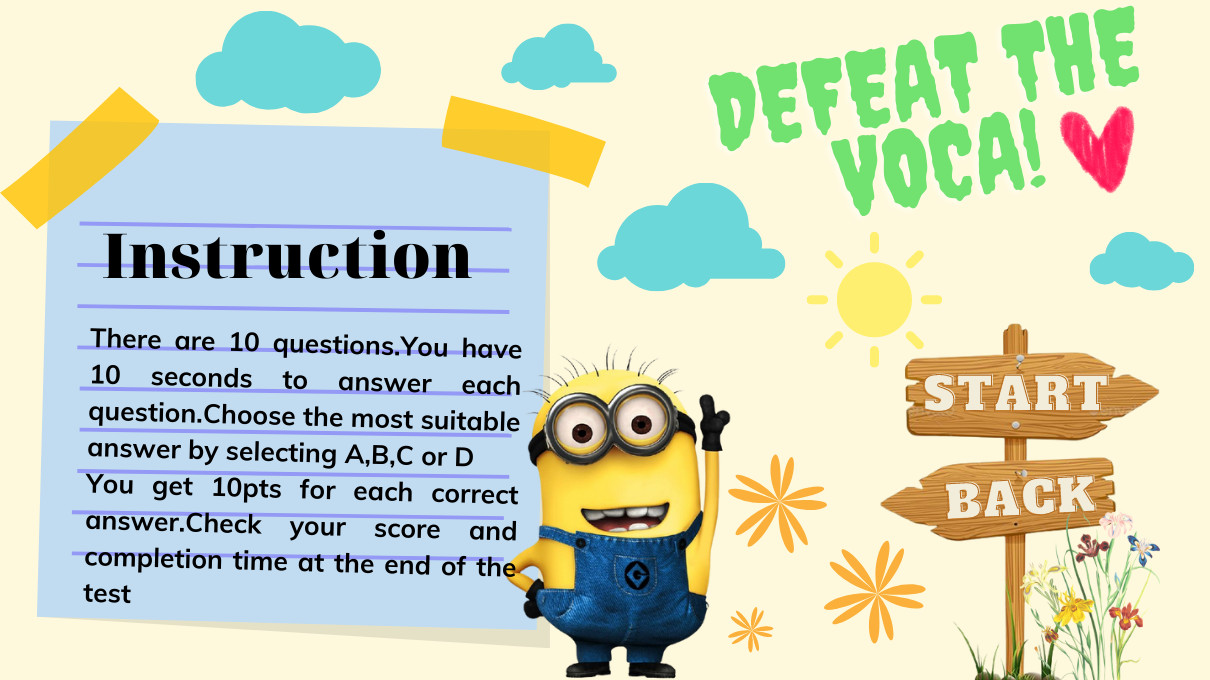 DEFEAT THE
VOCA!
Instruction
There are 10 questions.You have
10 seconds to answer each
question.Choose the most suitable
answer by selecting A,B,C or D
You get 10pts for each correct
answer.Check your score and
completion time at the end of the
test
START
BACK